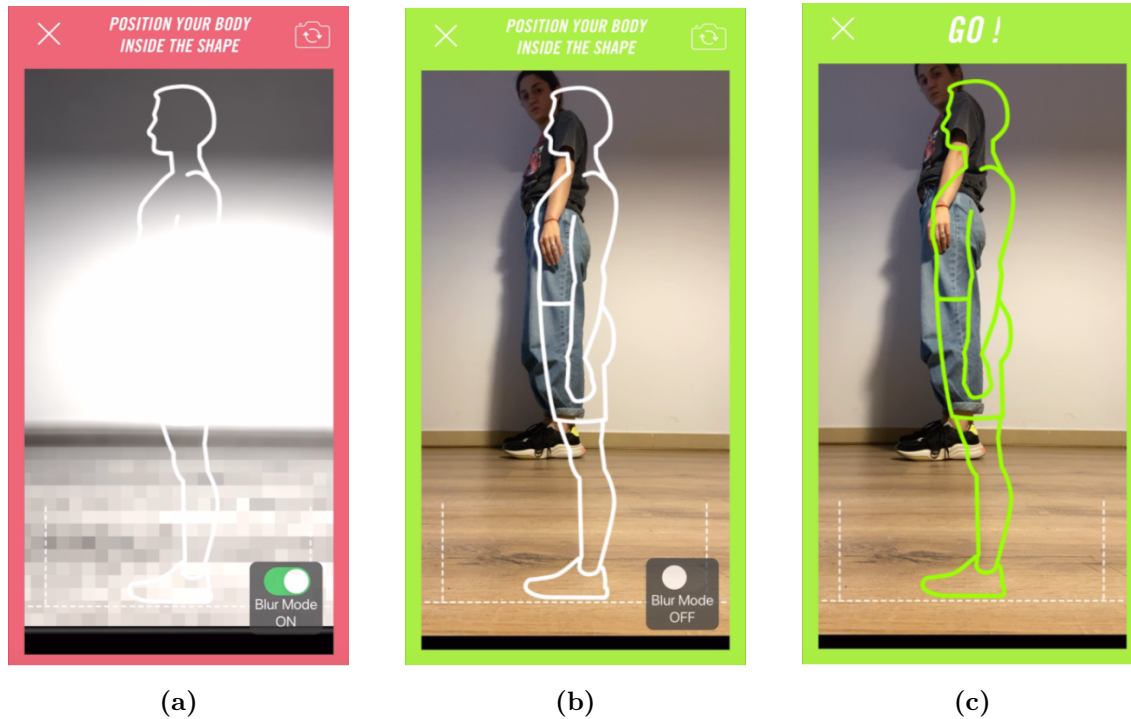 POSITION YOUR BODY
INSIDE THE SHAPE
Blur Mode
ON
(a)
POSITION YOUR BODY
INSIDE THE SHAPE
Blur Mode
OFF
(b)
GO !
(c)